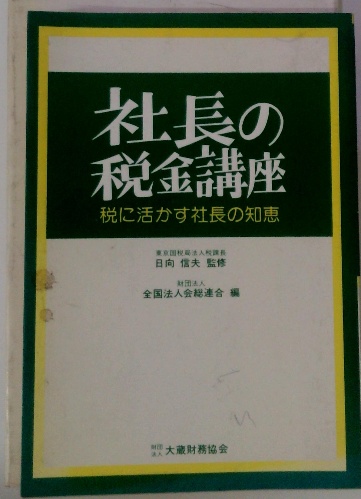 社長の
税金講座
税に活かす社長の知恵
東京国税局法人税課長
日向 信夫 監修
財団法人
全国法人会総連合 編
財団法人 大蔵財務協会